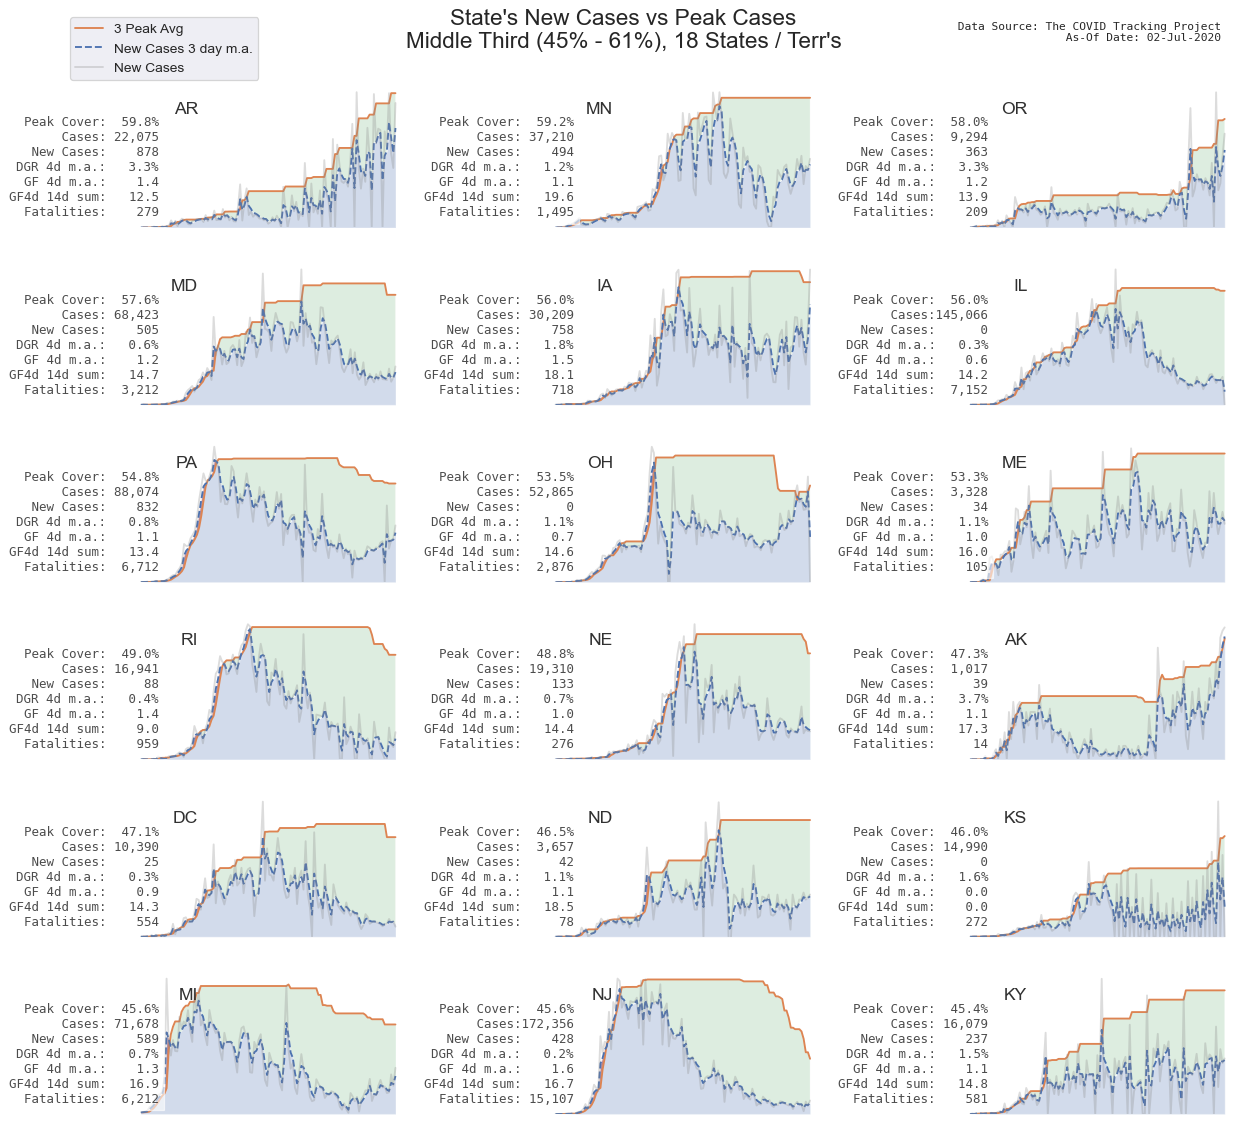 State's New Cases vs Peak Cases
Middle Third (45% - 61%), 18 States / Terr's
3 Peak Avg
New Cases 3 day m.a.
New Cases
Data Source: The COVID Tracking Project
As-Of Date: 02-Jul-2020
AR
Peak Cover: 59.8%
Cases: 22,075
New Cases: 878
DGR 4d m.a.: 3.3%
GF 4d m.a.: 1.4
GF4d 14d sum: 12.5
Fatalities: 279
MN
Peak Cover: 59.2%
Cases: 37,210
New Cases: 494
DGR 4d m.a.: 1.2%
GF 4d m.a.: 1.1
GF4d 14d sum: 19.6
Fatalities: 1,495
OR
Peak Cover: 58.0%
Cases: 9,294
New Cases: 363
DGR 4d m.a.: 3.3%
GF 4d m.a.: 1.2
GF4d 14d sum: 13.9
Fatalities: 209
MD
Peak Cover: 57.6%
Cases: 68,423
New Cases: 505
DGR 4d m.a.: 0.6%
GF 4d m.a.: 1.2
GF4d 14d sum: 14.7
Fatalities: 3,212
IA
Peak Cover: 56.0%
Cases: 30,209
New Cases: 758
DGR 4d m.a.: 1.8%
GF 4d m.a.: 1.5
GF4d 14d sum: 18.1
Fatalities: 718
IL
Peak Cover: 56.0%
Cases:145,066
New Cases: 0
DGR 4d m.a.: 0.3%
GF 4d m.a.: 0.6
GF4d 14d sum: 14.2
Fatalities: 7,152
PA
Peak Cover: 54.8%
Cases: 88,074
New Cases: 832
DGR 4d m.a.: 0.8%
GF 4d m.a.: 1.1
GF4d 14d sum: 13.4
Fatalities: 6,712
OH
Peak Cover: 53.5%
Cases: 52,865
New Cases: 0
DGR 4d m.a.: 1.1%
GF 4d m.a.: 0.7
GF4d 14d sum: 14.6
Fatalities: 2,876
ME
Peak Cover: 53.3%
Cases: 3,328
New Cases: 34
DGR 4d m.a.: 1.1%
GF 4d m.a.: 1.0
GF4d 14d sum: 16.0
Fatalities: 105
RI
Peak Cover: 49.0%
Cases: 16,941
New Cases: 88
DGR 4d m.a.: 0.4%
GF 4d m.a.: 1.4
GF4d 14d sum: 9.0
Fatalities: 959
NE
Peak Cover: 48.8%
Cases: 19,310
New Cases: 133
DGR 4d m.a.: 0.7%
GF 4d m.a.: 1.0
GF4d 14d sum: 14.4
Fatalities: 276
AK
Peak Cover: 47.3%
Cases: 1,017
New Cases: 39
DGR 4d m.a.: 3.7%
GF 4d m.a.: 1.1
GF4d 14d sum: 17.3
Fatalities: 14
DC
Peak Cover: 47.1%
Cases: 10,390
New Cases: 25
DGR 4d m.a.: 0.3%
GF 4d m.a.: 0.9
GF4d 14d sum: 14.3
Fatalities: 554
ND
Peak Cover: 46.5%
Cases: 3,657
New Cases: 42
DGR 4d m.a.: 1.1%
GF 4d m.a.: 1.1
GF4d 14d sum: 18.5
Fatalities: 78
KS
Peak Cover: 46.0%
Cases: 14,990
New Cases: 0
DGR 4d m.a.: 1.6%
GF 4d m.a.: 0.0
GF4d 14d sum: 0.0
Fatalities: 272
MI
Peak Cover: 45.6%
Cases: 71,678
New Cases: 589
DGR 4d m.a.: 0.7%
GF 4d m.a.: 1.3
GF4d 14d sum: 16.9
Fatalities: 6,212
NJ
Peak Cover: 45.6%
Cases:172,356
New Cases: 428
DGR 4d m.a.: 0.2%
GF 4d m.a.: 1.6
GF4d 14d sum: 16.7
Fatalities: 15,107
KY
Peak Cover: 45.4%
Cases: 16,079
New Cases: 237
DGR 4d m.a.: 1.5%
GF 4d m.a.: 1.1
GF4d 14d sum: 14.8
Fatalities: 581